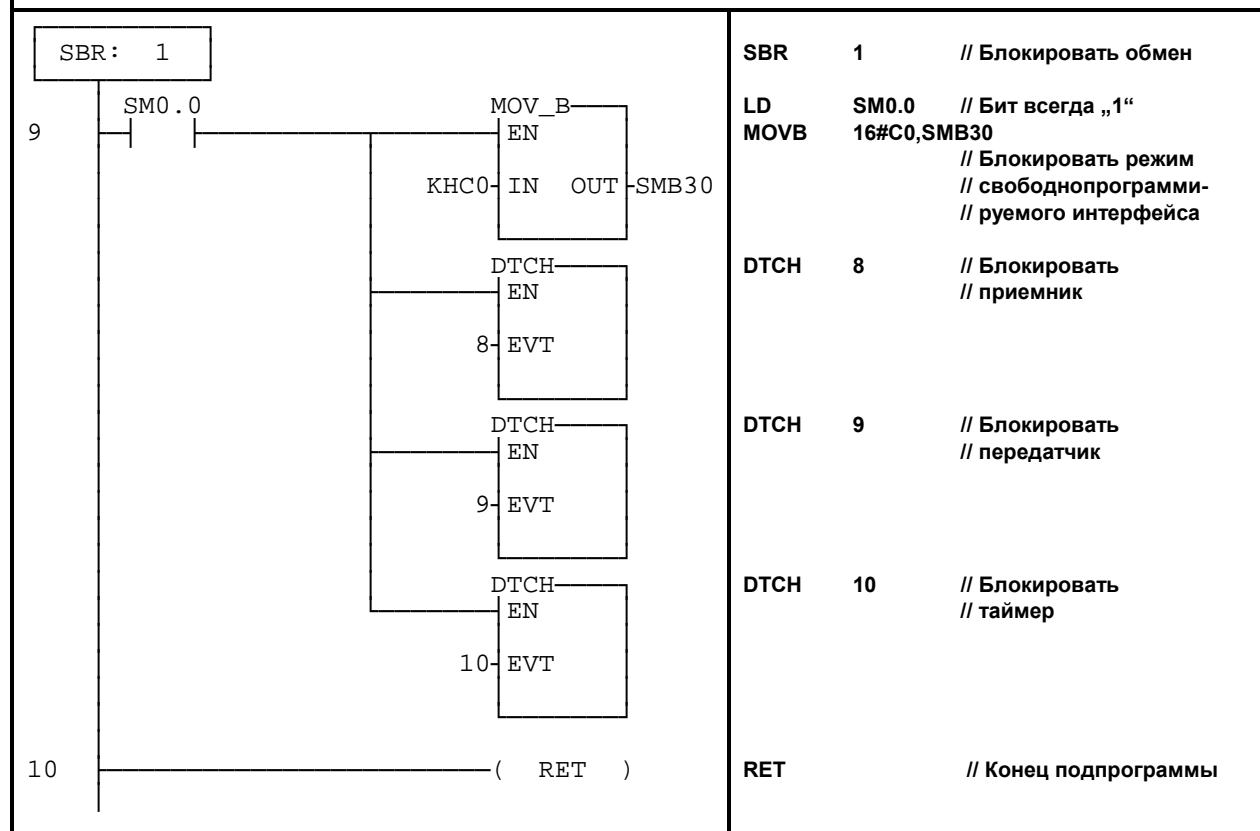 SBR: 1
SM0.0
MOV_B
9
EN
KHC0 IN OUT SMB30
DTCH
EN
8 EVT
DTCH
EN
9 EVT
DTCH
EN
10 EVT
10 ( RET )
SBR 1 // Блокировать обмен
LD SM0.0 // Бит всегда „1“
MOVB 16#C0,SMB30
// Блокировать режим
// свободнопрограмми-
// руемого интерфейса
DTCH 8 // Блокировать
// приемник
DTCH 9 // Блокировать
// передатчик
DTCH 10 // Блокировать
// таймер
RET // Конец подпрограммы